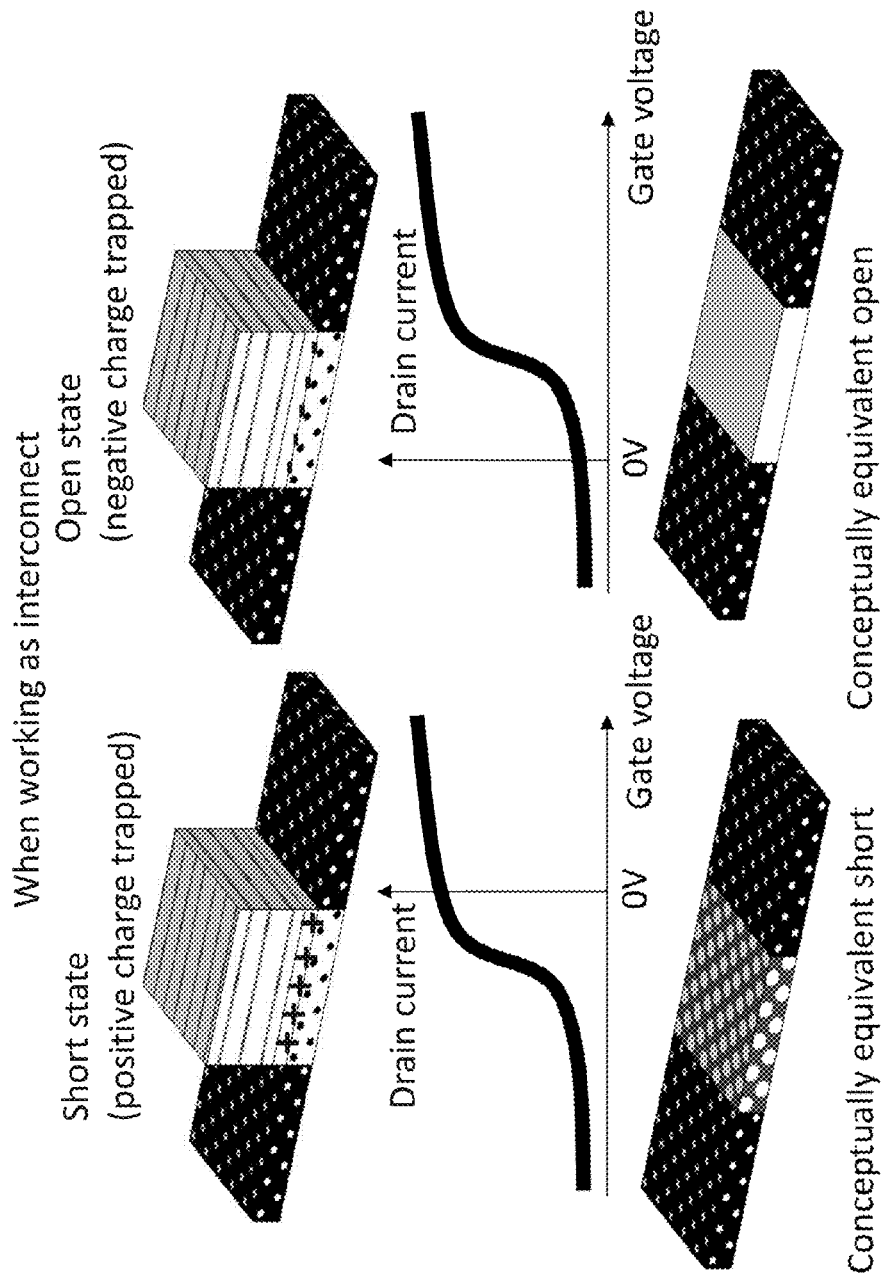 When working as interconnect
Short state
(positive charge trapped)
Open state
(negative charge trapped)
Drain current
0V
Gate voltage
Drain current
0V
Gate voltage
Conceptually equivalent short
Conceptually equivalent open